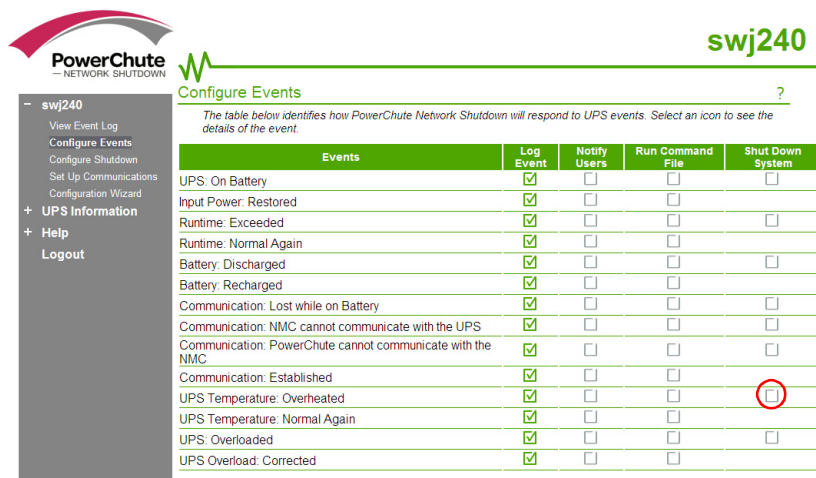 PowerChute
— NETWORK SHUTDOWN
swj240
Configure Events
?
The table below identifies how PowerChute Network Shutdown will respond to UPS events. Select an icon to see the
details of the event.
− swj240
View Event Log
Configure Events
Configure Shutdown
Set Up Communications
Configuration Wizard
+ UPS Information
+ Help
Logout
Events
Log
Event
Notify
Users
Run Command
File
Shut Down
System
UPS: On Battery
Input Power: Restored
Runtime: Exceeded
Runtime: Normal Again
Battery: Discharged
Battery: Recharged
Communication: Lost while on Battery
Communication: NMC cannot communicate with the UPS
Communication: PowerChute cannot communicate with the
NMC
Communication: Established
UPS Temperature: Overheated
UPS Temperature: Normal Again
UPS: Overloaded
UPS Overload: Corrected